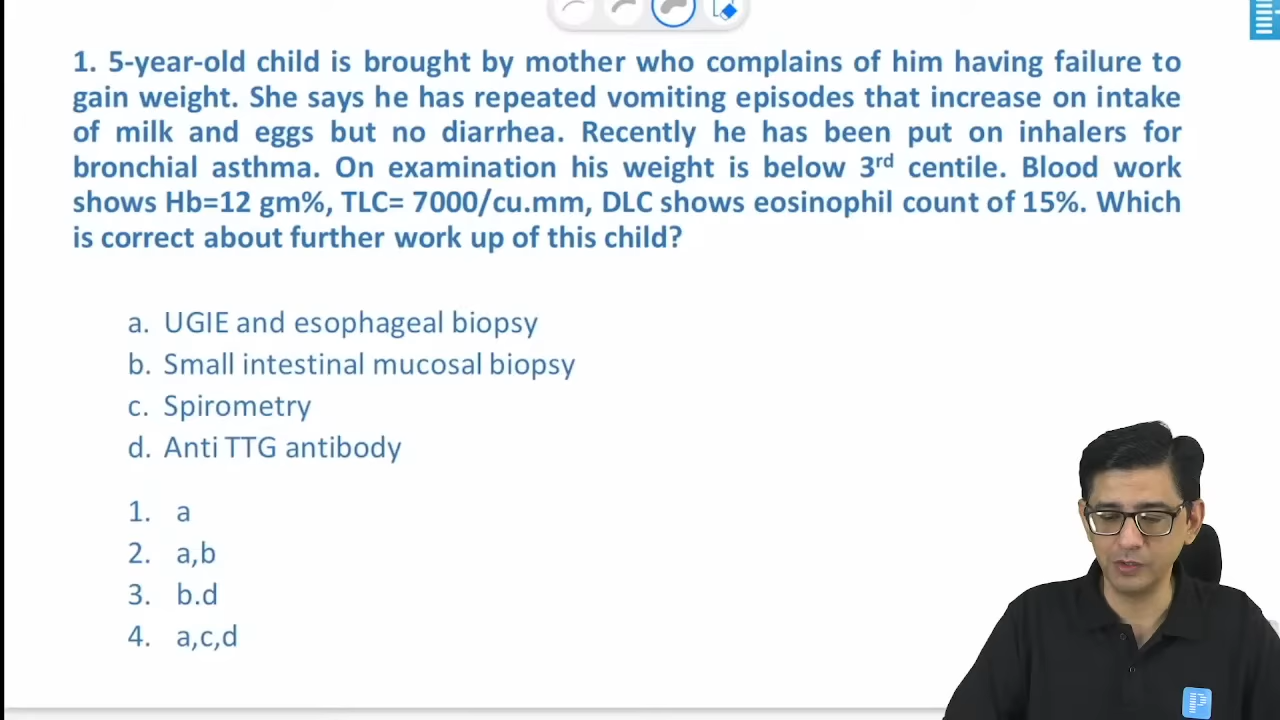 1. 5-year-old child is brought by mother who complains of him having failure to
gain weight. She says he has repeated vomiting episodes that increase on intake
of milk and eggs but no diarrhea. Recently he has been put on inhalers for
bronchial asthma. On examination his weight is below 3rd centile. Blood work
shows Hb=12 gm%, TLC= 7000/cu.mm, DLC shows eosinophil count of 15%. Which
is correct about further work up of this child?
a. UGIE and esophageal biopsy
b. Small intestinal mucosal biopsy
c. Spirometry
d. Anti TTG antibody
1. a
2. a,b
3. b.d
4. a,c,d